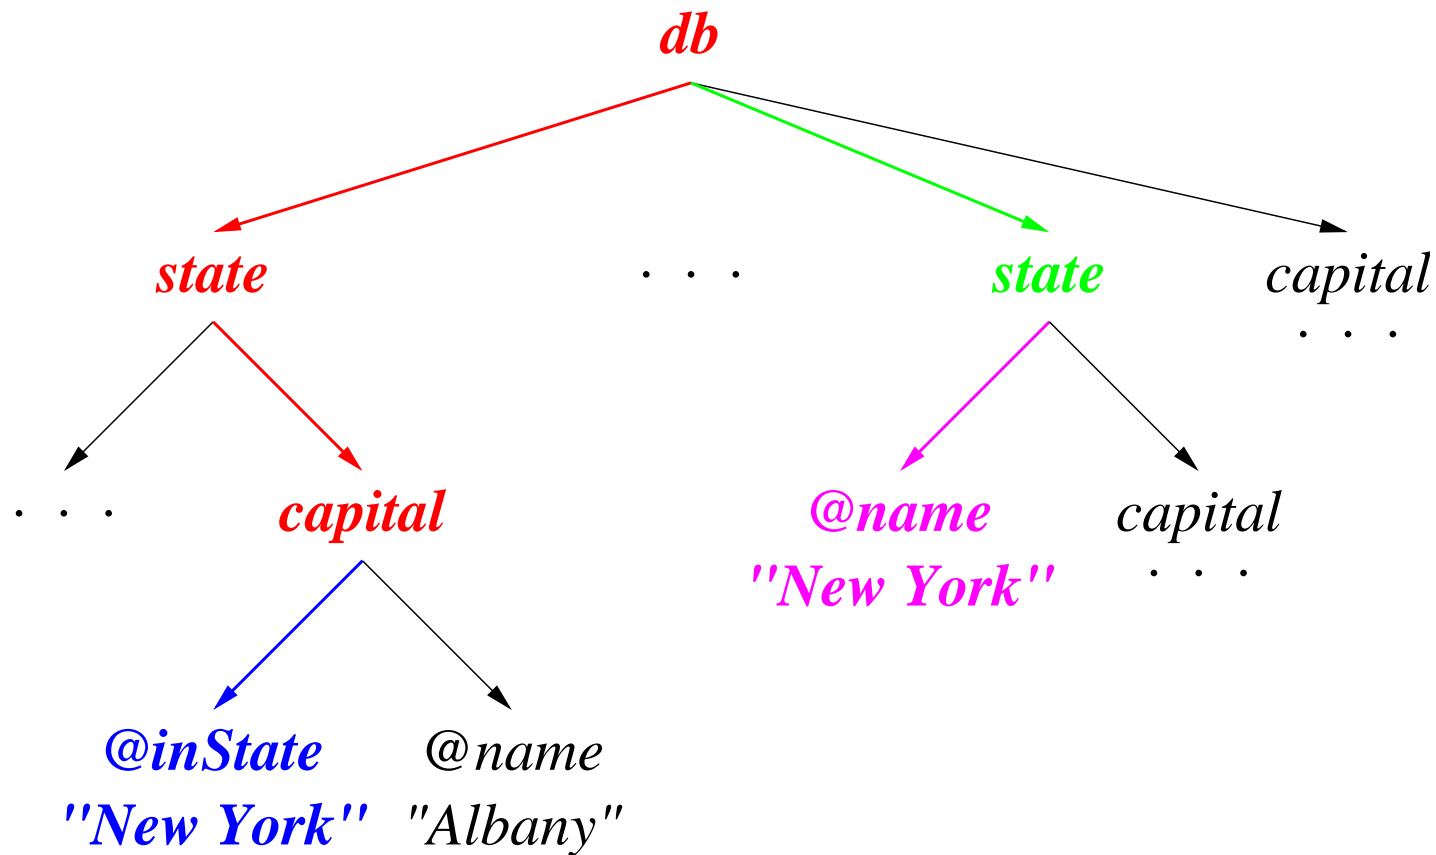 db
state . . . state capital
. . .
. . . capital @name capital
"New York" . . .
@inState @name
"New York" "Albany"